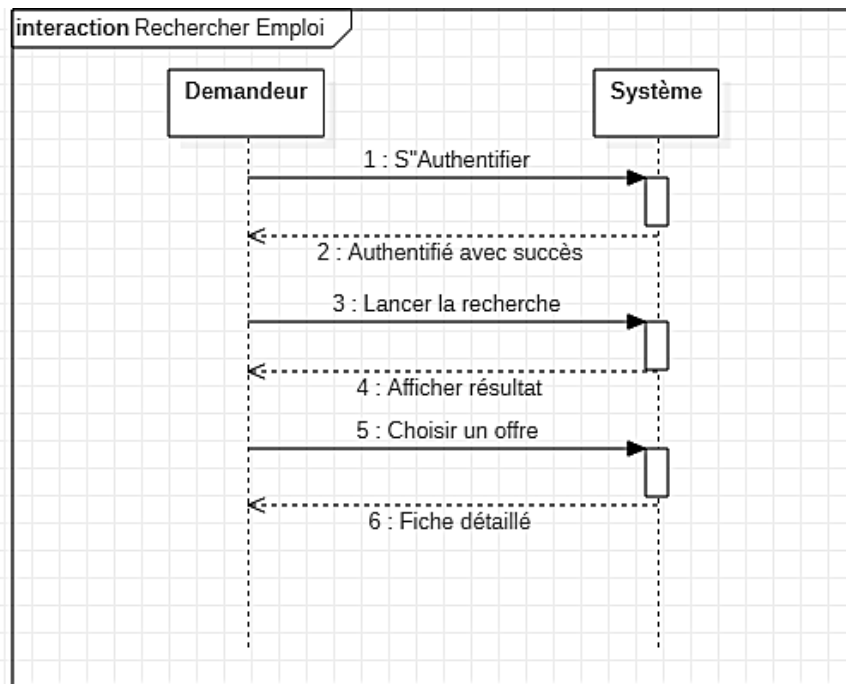 interaction Rechercher Emploi
Demandeur
Système
1 : S"Authentifier
2 : Authentifié avec succès
3 : Lancer la recherche
4 : Afficher résultat
5 : Choisir un offre
6 : Fiche détaillé